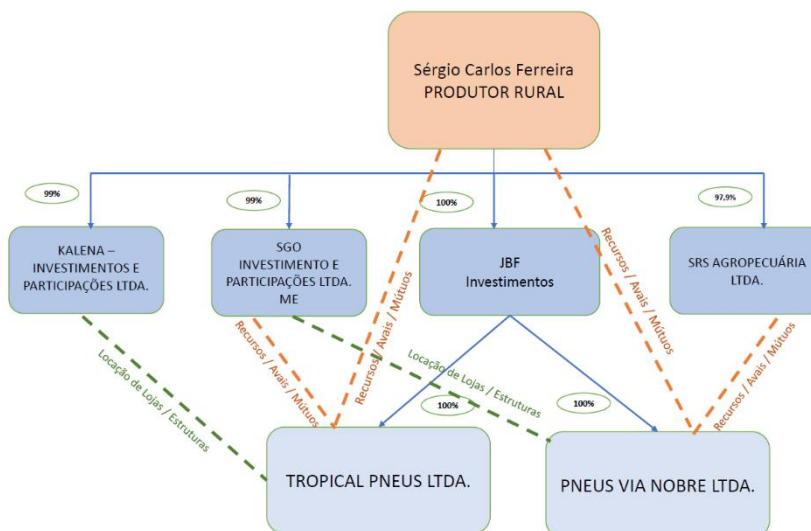 Sérgio Carlos Ferreira
PRODUTOR RURAL
99%
99%
100%
97,9%
KALENA –
INVESTIMENTOS E
PARTICIPAÇÕES LTDA.
SGO
INVESTIMENTO E
PARTICIPAÇÕES LTDA.
ME
JBF
Investimentos
SRS AGROPECUÁRIA
LTDA.
Recursos / Avais / Mútuos
Recursos / Avais / Mútuos
Locação de Lojas / Estruturas
Recursos / Avais / Mútuos
Locação de Lojas / Estruturas
Recursos / Avais / Mútuos
100%
100%
TROPICAL PNEUS LTDA.
PNEUS VIA NOBRE LTDA.